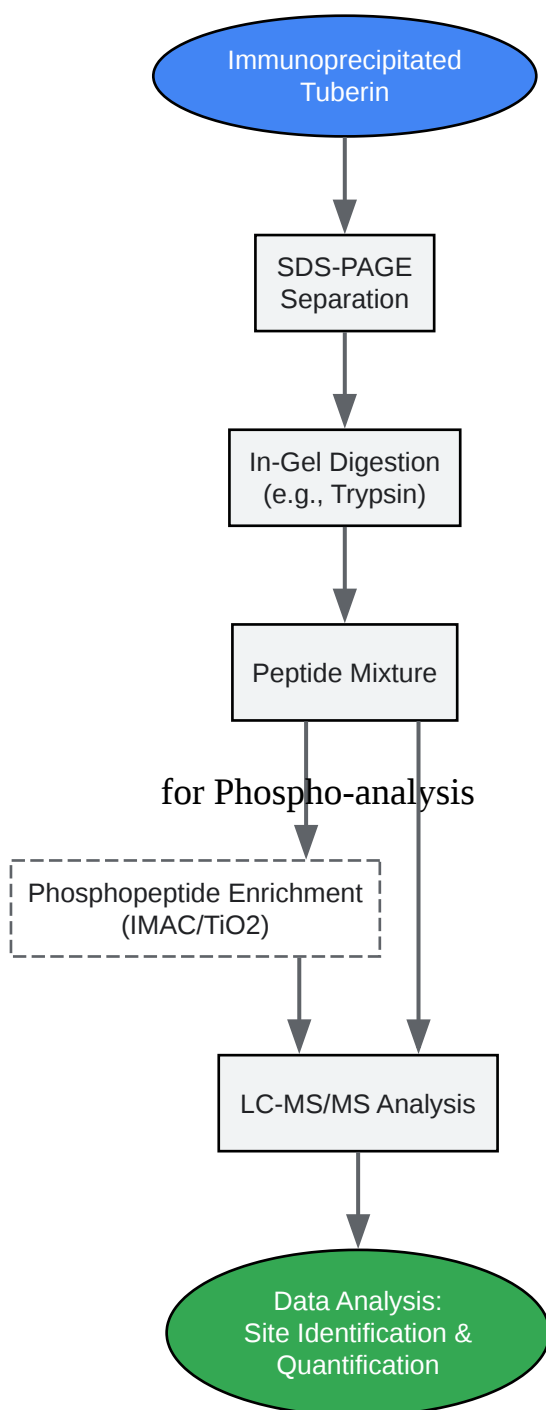 Immunoprecipitated
Tuberin
SDS-PAGE
Separation
In-Gel Digestion
(e.g., Trypsin)
Peptide Mixture
for Phospho-analysis
Phosphopeptide Enrichment
(IMAC/TiO2)
LC-MS/MS Analysis
Data Analysis:
Site Identification &
Quantification